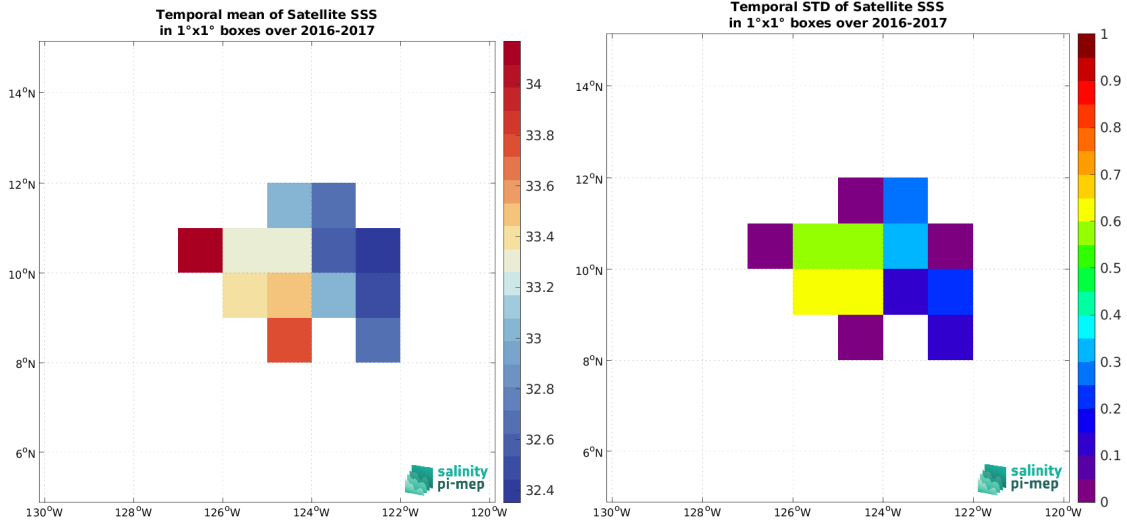 Temporal mean of Satellite SSS
in 1°x1° boxes over 2016-2017
14°N
12°N
10°N
8°N
6°N
130°W
128°W
126°W
124°W
122°W
120°W
34
33.8
33.6
33.4
33.2
33
32.8
32.6
32.4
salinity
pi-mep
Temporal STD of Satellite SSS
in 1°x1° boxes over 2016-2017
14°N
12°N
10°N
8°N
6°N
130°W
128°W
126°W
124°W
122°W
120°W
1
0.9
0.8
0.7
0.6
0.5
0.4
0.3
0.2
0.1
0
salinity
pi-mep